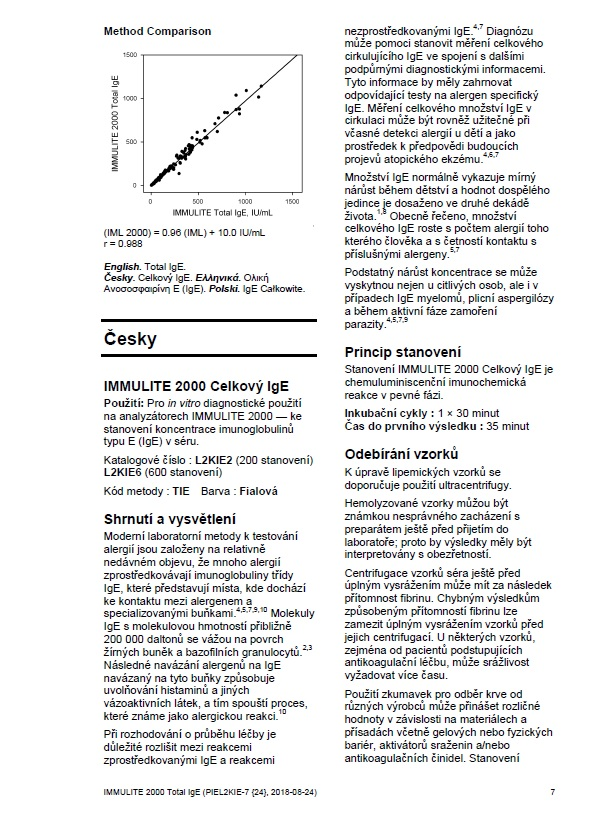 Method Comparison
1500
1000
500
0
0
500
1000
1500
IMMULITE 2000 Total IgE
IMMULITE Total IgE, IU/mL
(IML 2000) = 0.96 (IML) + 10.0 IU/mL
r = 0.988
English. Total IgE.
Česky. Celkový IgE. Ελληνικά. Ολική
Ανοσοσφαιρίνη Ε (IgE). Polski. IgE Całkowite.
Česky
IMMULITE 2000 Celkový IgE
Použití: Pro in vitro diagnostické použití
na analyzátorech IMMULITE 2000 — ke
stanovení koncentrace imunoglobulinů
typu E (IgE) v séru.
Katalogové číslo : L2KIE2 (200 stanovení)
L2KIE6 (600 stanovení)
Kód metody : TIE Barva : Fialová
Shrnutí a vysvětlení
Moderní laboratorní metody k testování
alergií jsou založeny na relativně
nedávném objevu, že mnoho alergií
zprostředkovávají imunoglobuliny třídy
IgE, které představují místa, kde dochází
ke kontaktu mezi alergenem a
specializovanými buňkami.4,5,7,9,10 Molekuly
IgE s molekulovou hmotností přibližně
200 000 daltonů se vážou na povrch
žírných buněk a bazofilních granulocytů.2,3
Následné navázání alergenů na IgE
navázaný na tyto buňky způsobuje
uvolňování histaminů a jiných
vázoaktivních látek, a tím spouští proces,
které známe jako alergickou reakci.10
Při rozhodování o průběhu léčby je
důležité rozlišit mezi reakcemi
zprostředkovanými IgE a reakcemi
nezprostředkovanými IgE.4,7 Diagnózu
může pomoci stanovit měření celkového
cirkulujícího IgE ve spojení s dalšími
podpůrnými diagnostickými informacemi.
Tyto informace by měly zahrnovat
odpovídající testy na alergen specifický
IgE. Měření celkového množství IgE v
cirkulaci může být rovněž užitečné při
včasné detekci alergií u dětí a jako
prostředek k předpovědi budoucích
projevů atopického ekzému.4,6,7
Množství IgE normálně vykazuje mírný
nárůst během dětství a hodnot dospělého
jedince je dosaženo ve druhé dekádě
života.1,8 Obecně řečeno, množství
celkového IgE roste s počtem alergií toho
kterého člověka a s četností kontaktu s
příslušnými alergeny.5,7
Podstatný nárůst koncentrace se může
vyskytnout nejen u citlivých osob, ale i v
případech IgE myelomů, plicní aspergilózy
a během aktivní fáze zamoření
parazity.4,5,7,9
Princip stanovení
Stanovení IMMULITE 2000 Celkový IgE je
chemuluminiscenční imunochemická
reakce v pevné fázi.
Inkubační cykly : 1 × 30 minut
Čas do prvního výsledku : 35 minut
Odebírání vzorků
K úpravě lipemických vzorků se
doporučuje použití ultracentrifugy.
Hemolyzované vzorky můžou být
známkou nesprávného zacházení s
preparátem ještě před přijetím do
laboratoře; proto by výsledky měly být
interpretovány s obezřetností.
Centrifugace vzorků séra ještě před
úplným vysrážením může mít za následek
přítomnost fibrinu. Chybným výsledkům
způsobeným přítomností fibrinu lze
zamezit úplným vysrážením vzorků před
jejich centrifugací. U některých vzorků,
zejména od pacientů podstupujících
antikoagulační léčbu, může srážlivost
vyžadovat více času.
Použití zkumavek pro odběr krve od
různých výrobců může přinášet rozličné
hodnoty v závislosti na materiálech a
přísadách včetně gelových nebo fyzických
bariér, aktivátorů sraženin a/nebo
antikoagulačních činidel. Stanovení
IMMULITE 2000 Total IgE (PIEL2KIE-7 {24}, 2018-08-24)
7